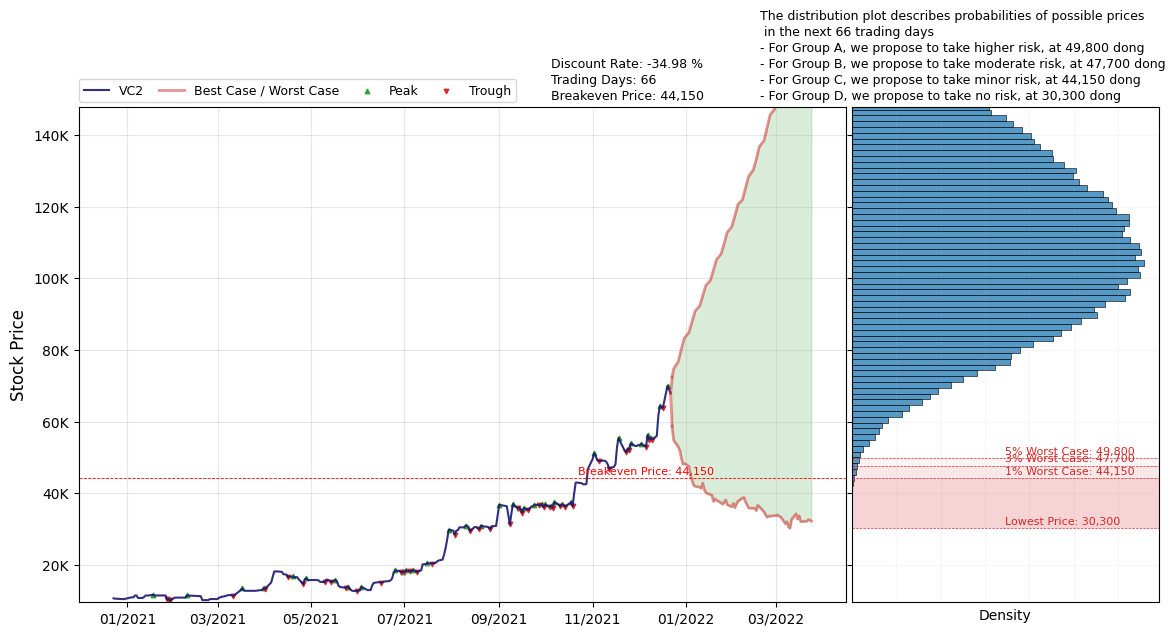 The distribution plot describes probabilities of possible prices
in the next 66 trading days
- For Group A, we propose to take higher risk, at 49,800 dong
- For Group B, we propose to take moderate risk, at 47,700 dong
- For Group C, we propose to take minor risk, at 44,150 dong
- For Group D, we propose to take no risk, at 30,300 dong
Discount Rate: -34.98 %
Trading Days: 66
Breakeven Price: 44,150
VC2
Best Case / Worst Case
Peak
Trough
Stock Price
140K
120K
100K
80K
60K
40K
20K
Breakeven Price: 44,150
5% Worst Case: 49,800
3% Worst Case: 47,700
1% Worst Case: 44,150
Lowest Price: 30,300
01/2021
03/2021
05/2021
07/2021
09/2021
11/2021
01/2022
03/2022
Density